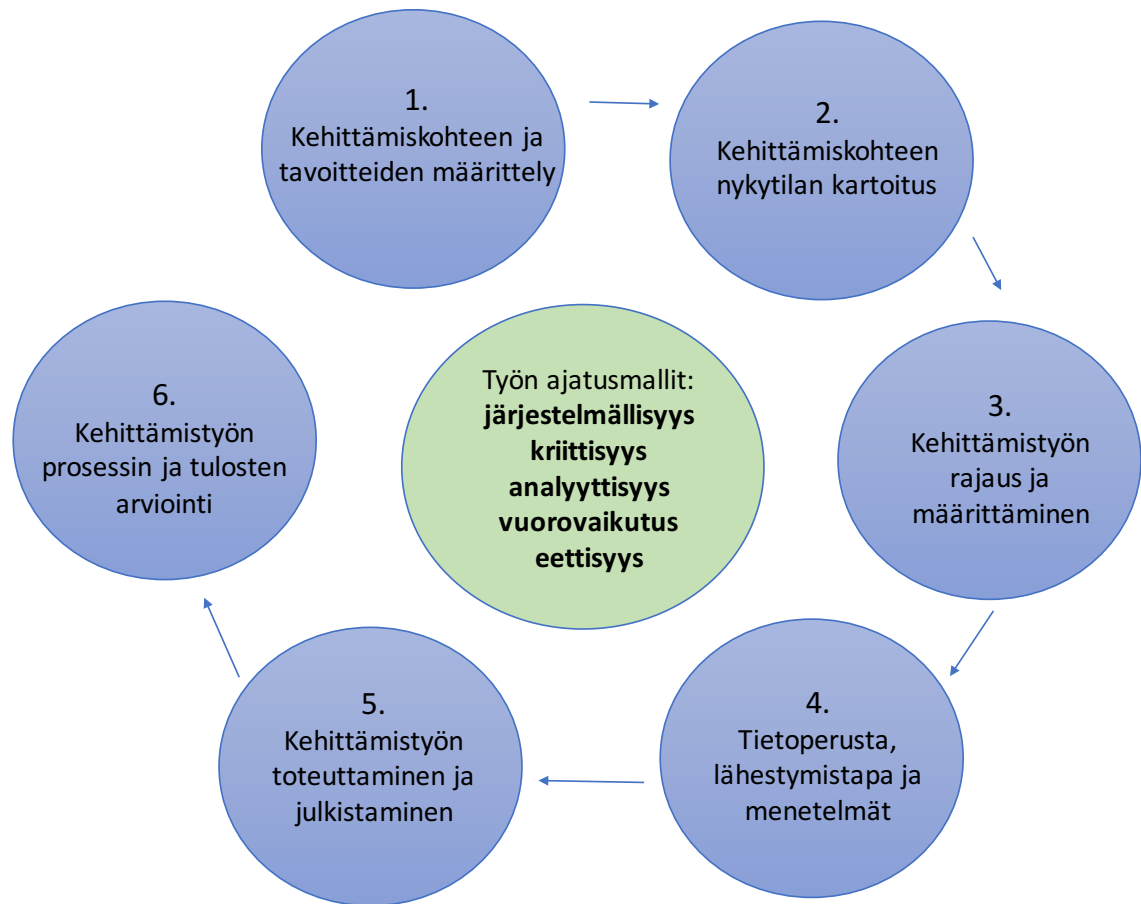 1.
Kehittämiskohteen ja
tavoitteiden määrittely
2.
Kehittämiskohteen
nykytilan kartoitus
3.
Kehittämistyön
rajaus ja
määrittäminen
4.
Tietoperusta,
lähestymistapa ja
menetelmät
5.
Kehittämistyön
toteuttaminen ja
julkistaminen
6.
Kehittämistyön
prosessin ja tulosten
arviointi
Työn ajatusmallit:
järjestelmällisyys
kriittisyys
analyyttisyys
vuorovaikutus
eettisyys